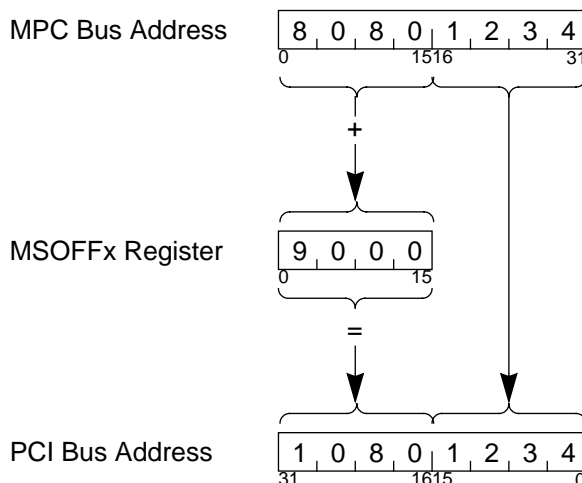 MPC Bus Address 8 0 8 0 1 2 3 4
0 15 16 31
+
MSOFFx Register 9 0 0 0
0 15
=
PCI Bus Address 1 0 8 0 1 2 3 4
31 16 15 0